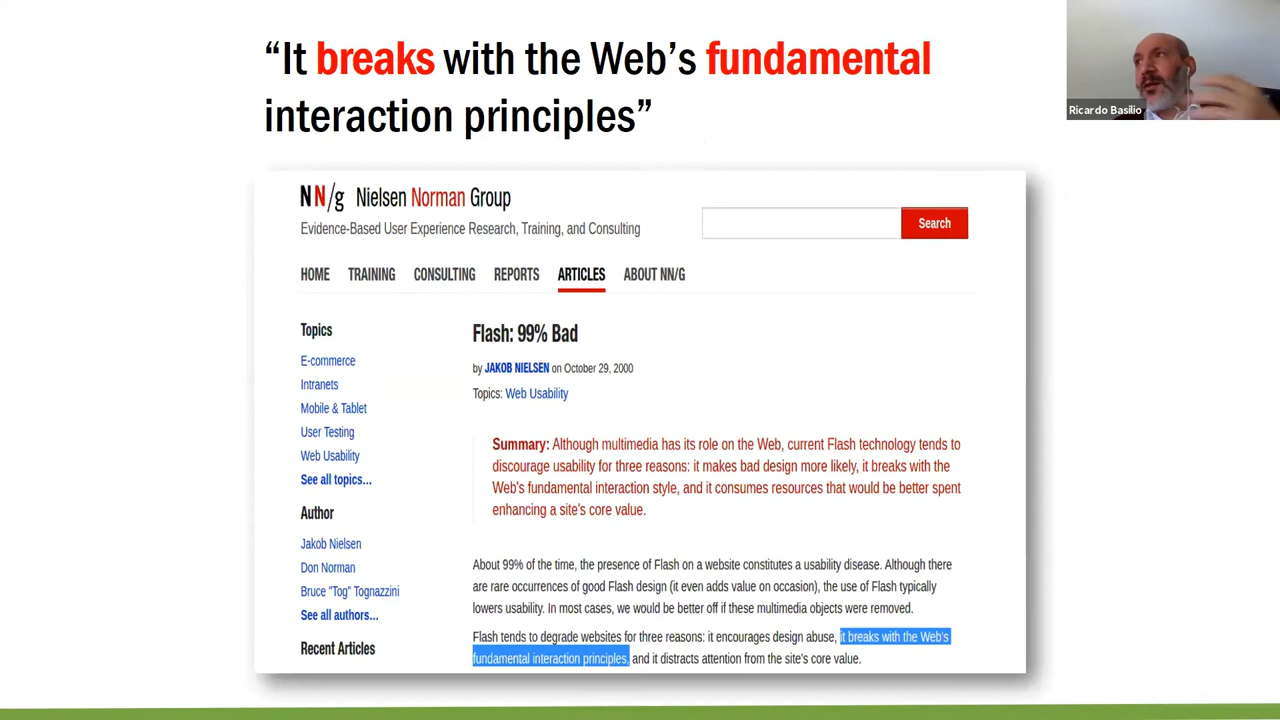 “It breaks with the Web’s fundamental
interaction principles”
Ricardo Basilio
NN/g Nielsen Norman Group
Evidence-Based User Experience Research, Training, and Consulting
Search
HOME TRAINING CONSULTING REPORTS ARTICLES ABOUT NN/G
Topics
E-commerce
Intranets
Mobile & Tablet
User Testing
Web Usability
See all topics...
Author
Jakob Nielsen
Don Norman
Bruce "Tog" Tognazzini
See all authors...
Recent Articles
Flash: 99% Bad
by JAKOB NIELSEN on October 29, 2000
Topics: Web Usability
Summary: Although multimedia has its role on the Web, current Flash technology tends to
discourage usability for three reasons: it makes bad design more likely, it breaks with the
Web's fundamental interaction style, and it consumes resources that would be better spent
enhancing a site's core value.
About 99% of the time, the presence of Flash on a website constitutes a usability disease. Although
there are rare occurrences of good Flash design (it even adds value on occasion), the use of Flash typically
lowers usability. In most cases, we would be better off if these multimedia objects were removed.
Flash tends to degrade websites for three reasons: it encourages design abuse, it breaks with the Web's
fundamental interaction principles, and it distracts attention from the site's core value.